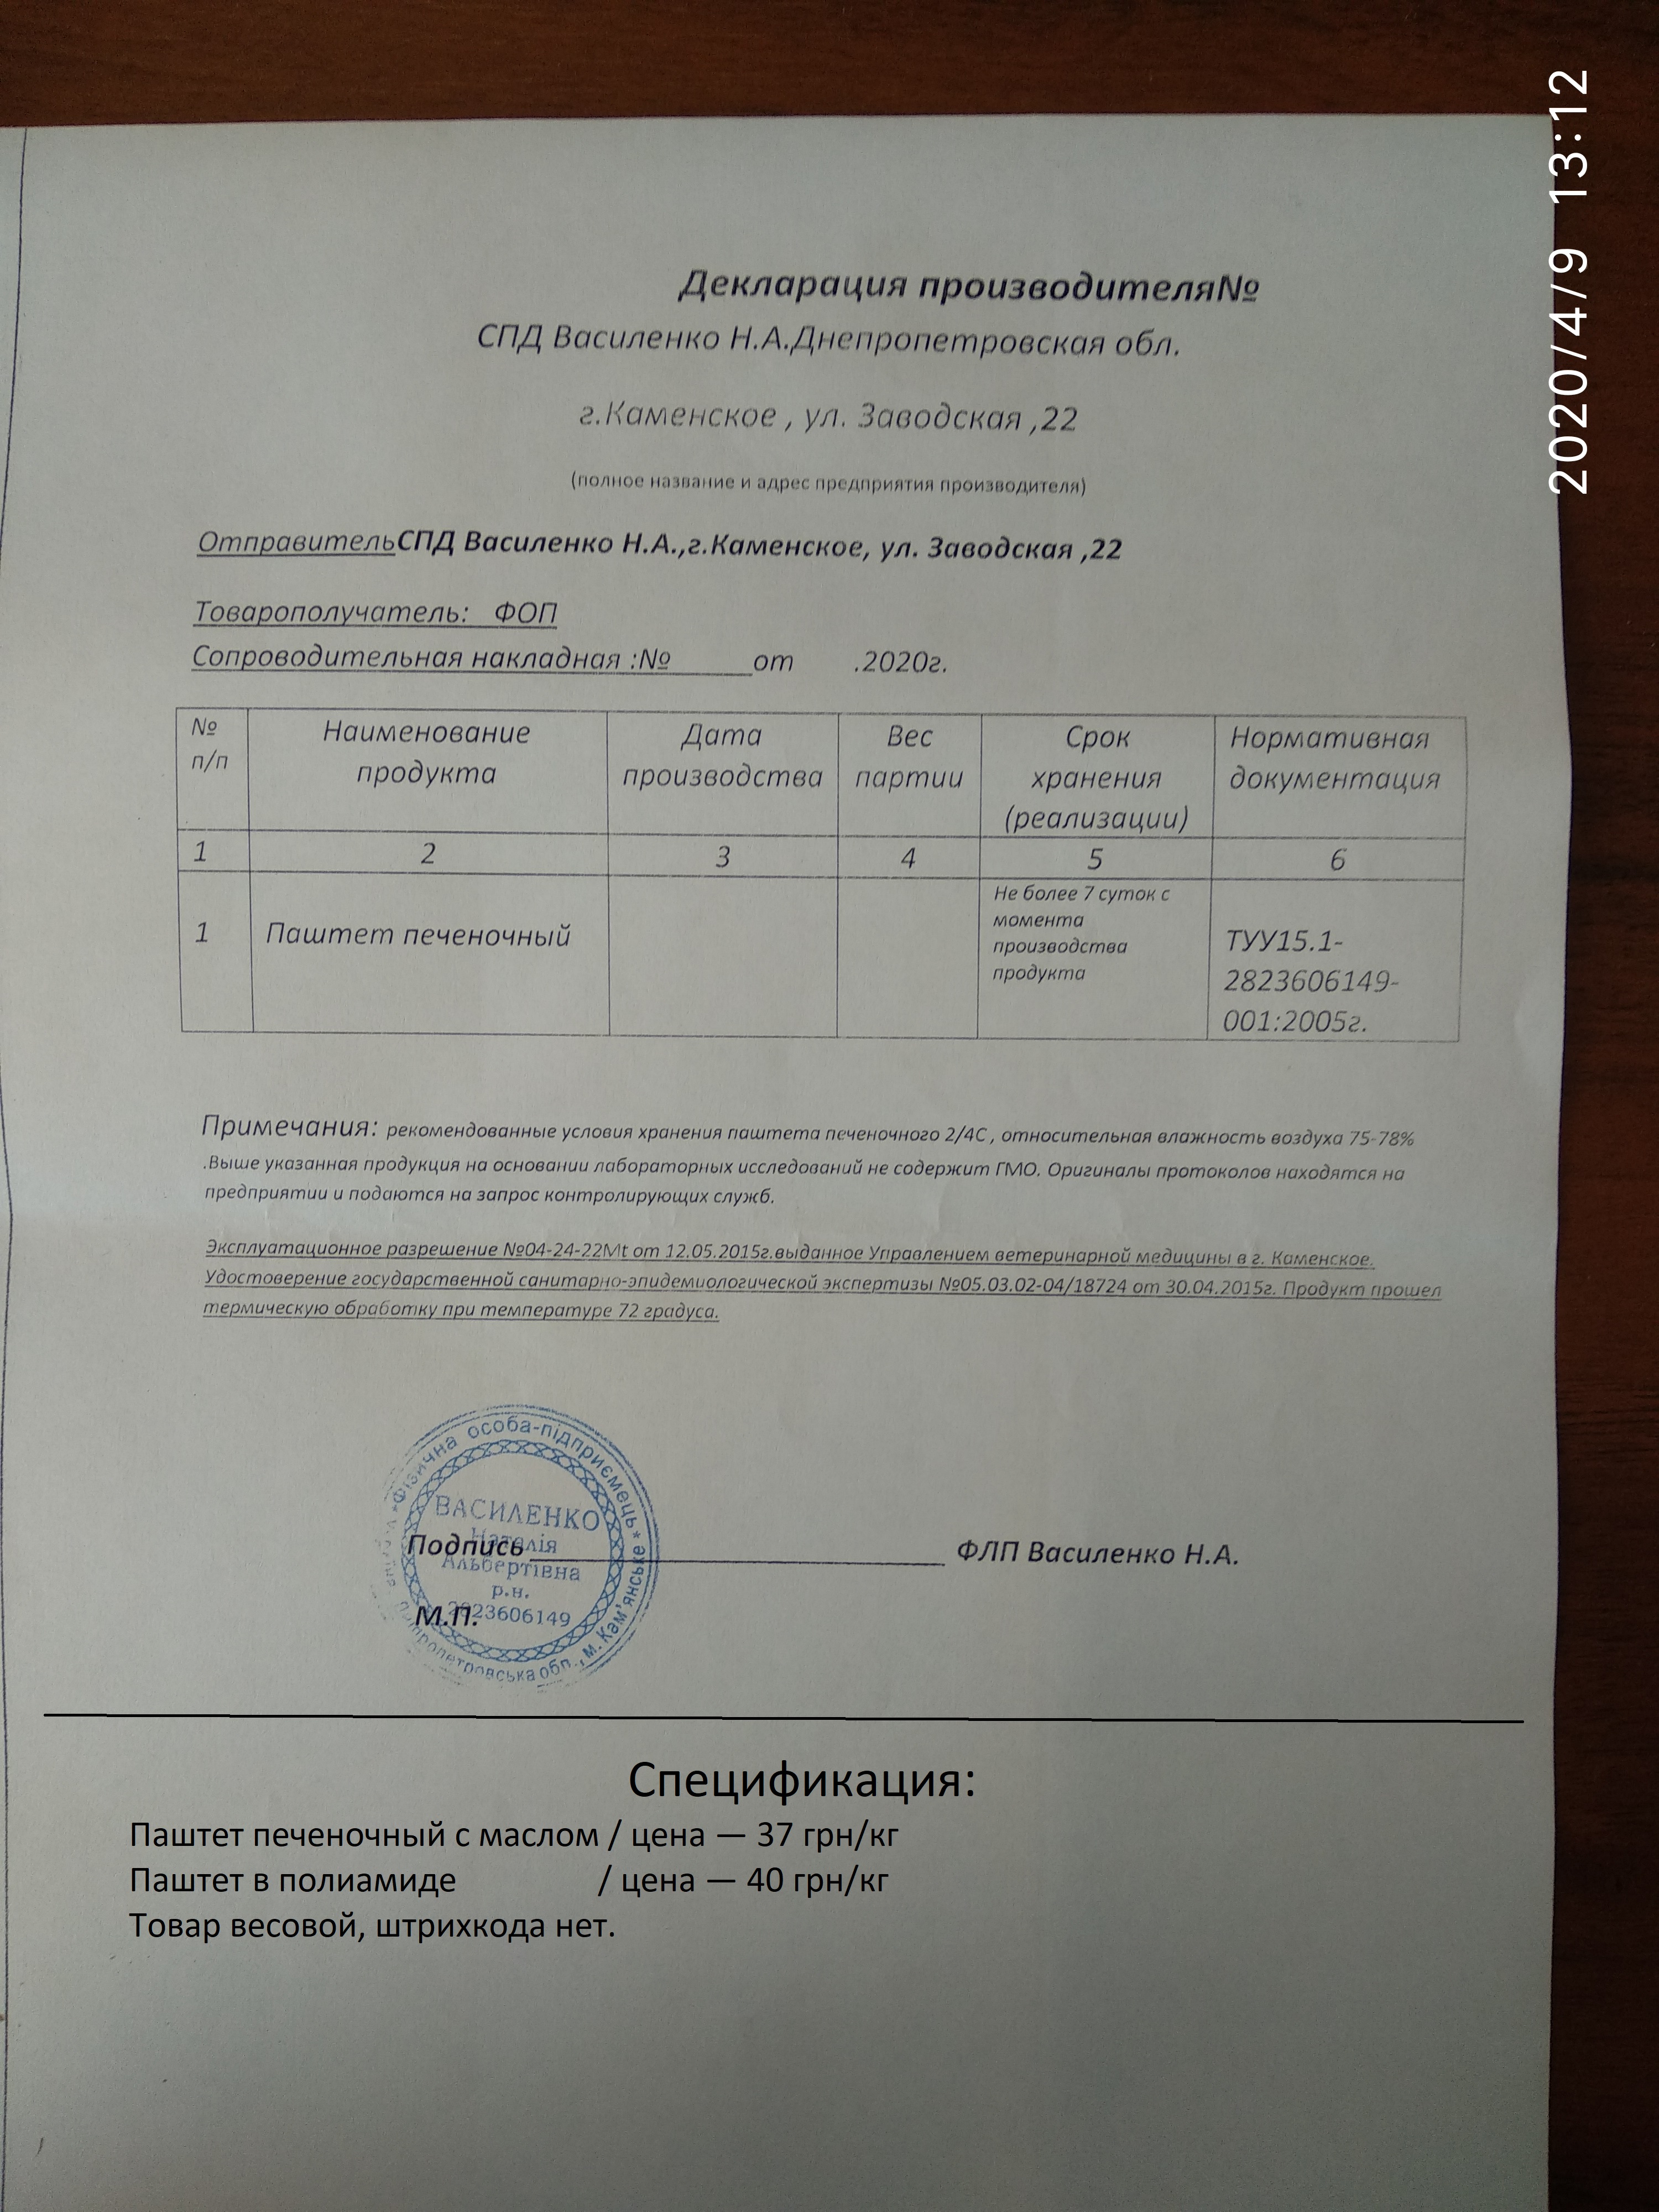 2020/4/9 13:12
Декларация производителя№
СПД Василенко Н.А.Днепропетровская обл.
г.Каменское , ул. Заводская ,22
(полное название и адрес предприятия производителя)
ОтправительСПД Василенко Н.А.,г.Каменское, ул. Заводская ,22
Товарополучатель: ФОП
Сопроводительная накладная :№______от .2020г.
№ п/п Наименование продукта Дата производства Вес партии Срок хранения (реализации) Нормативная документация
1 2 3 4 5 6
1 Паштет печеночный Не более 7 суток с момента производства продукта ТУУ15.1-2823606149-001:2005г.
Примечания: рекомендованные условия хранения паштета печеночного 2/4С , относительная влажность воздуха 75-78%
.Выше указанная продукция на основании лабораторных исследований не содержит ГМО. Оригиналы протоколов находятся на
предприятии и подаются на запрос контролирующих служб.
Эксплуатационное разрешение №04-24-22Mt от 12.05.2015г.выданное Управлением ветеринарной медицины в г. Каменское.
Удостоверение государственной санитарно-эпидемиологической экспертизы №05.03.02-04/18724 от 30.04.2015г. Продукт прошел
термическую обработку при температуре 72 градуса.
*Фізична особа-підприємець*
ВАСИЛЕНКО
Наталія
Альбертівна
р.н.
2823606149
обл., м. Кам'янське
Подпись__________ ФЛП Василенко Н.А.
М.П.
Спецификация:
Паштет печеночный с маслом / цена — 37 грн/кг
Паштет в полиамиде / цена — 40 грн/кг
Товар весовой, штрихкода нет.